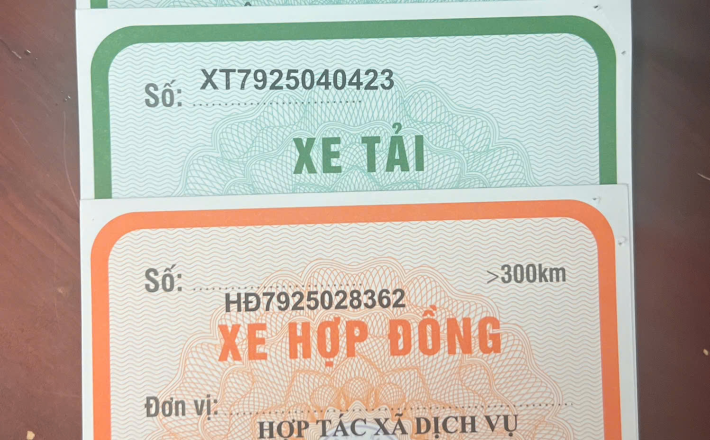 Số: XT7925040423
XE TẢI
Số: >300km
HĐ7925028362
XE HỢP ĐỒNG
Đơn vị:
HỢP TÁC XÃ DỊCH VỤ